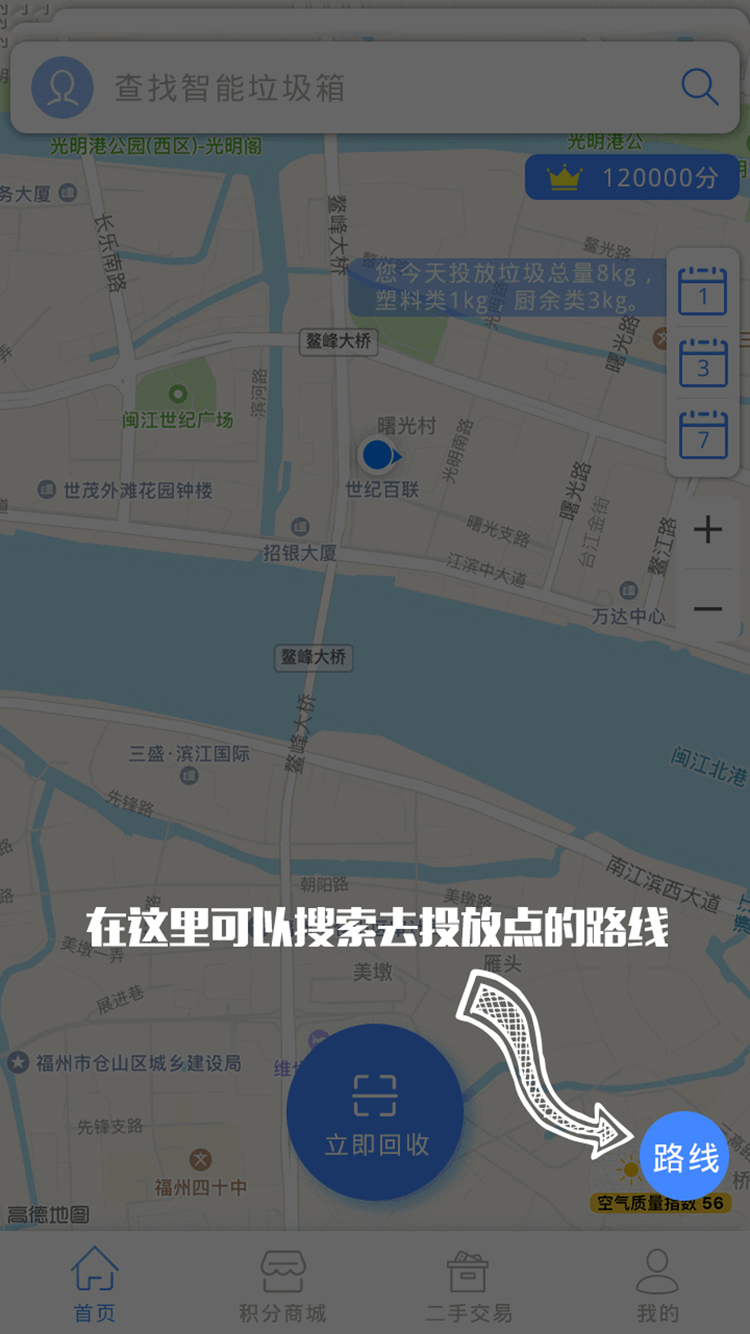 查找智能垃圾箱
光明港公园(西区)-光明阁
光明港公
120000分
务大厦
长乐南路
鳌峰大桥
鳌光路
您今天投放垃圾总量8kg，
塑料类1kg，厨余类3kg。
1
光明南路
曙光路
鳌峰大桥
3
滨河路
闽江世纪广场
曙光村
7
光明南路
世纪百联
世茂外滩花园钟楼
曙光路
台江金街
曙光支路
鳌江路
招银大厦
江滨中大道
万达中心
鳌峰大桥
鳌峰大桥
三盛·滨江国际
闽江北港
先锋路
南江滨西大道
朝阳路
美墩路
在这里可以搜索去投放点的路线
美墩一弄
美墩
雁头
展进巷
福州市仓山区城乡建设局
立即回收
先锋支路
路线
福州四十中
空气质量指数 56
高德地图
首页
积分商城
二手交易
我的